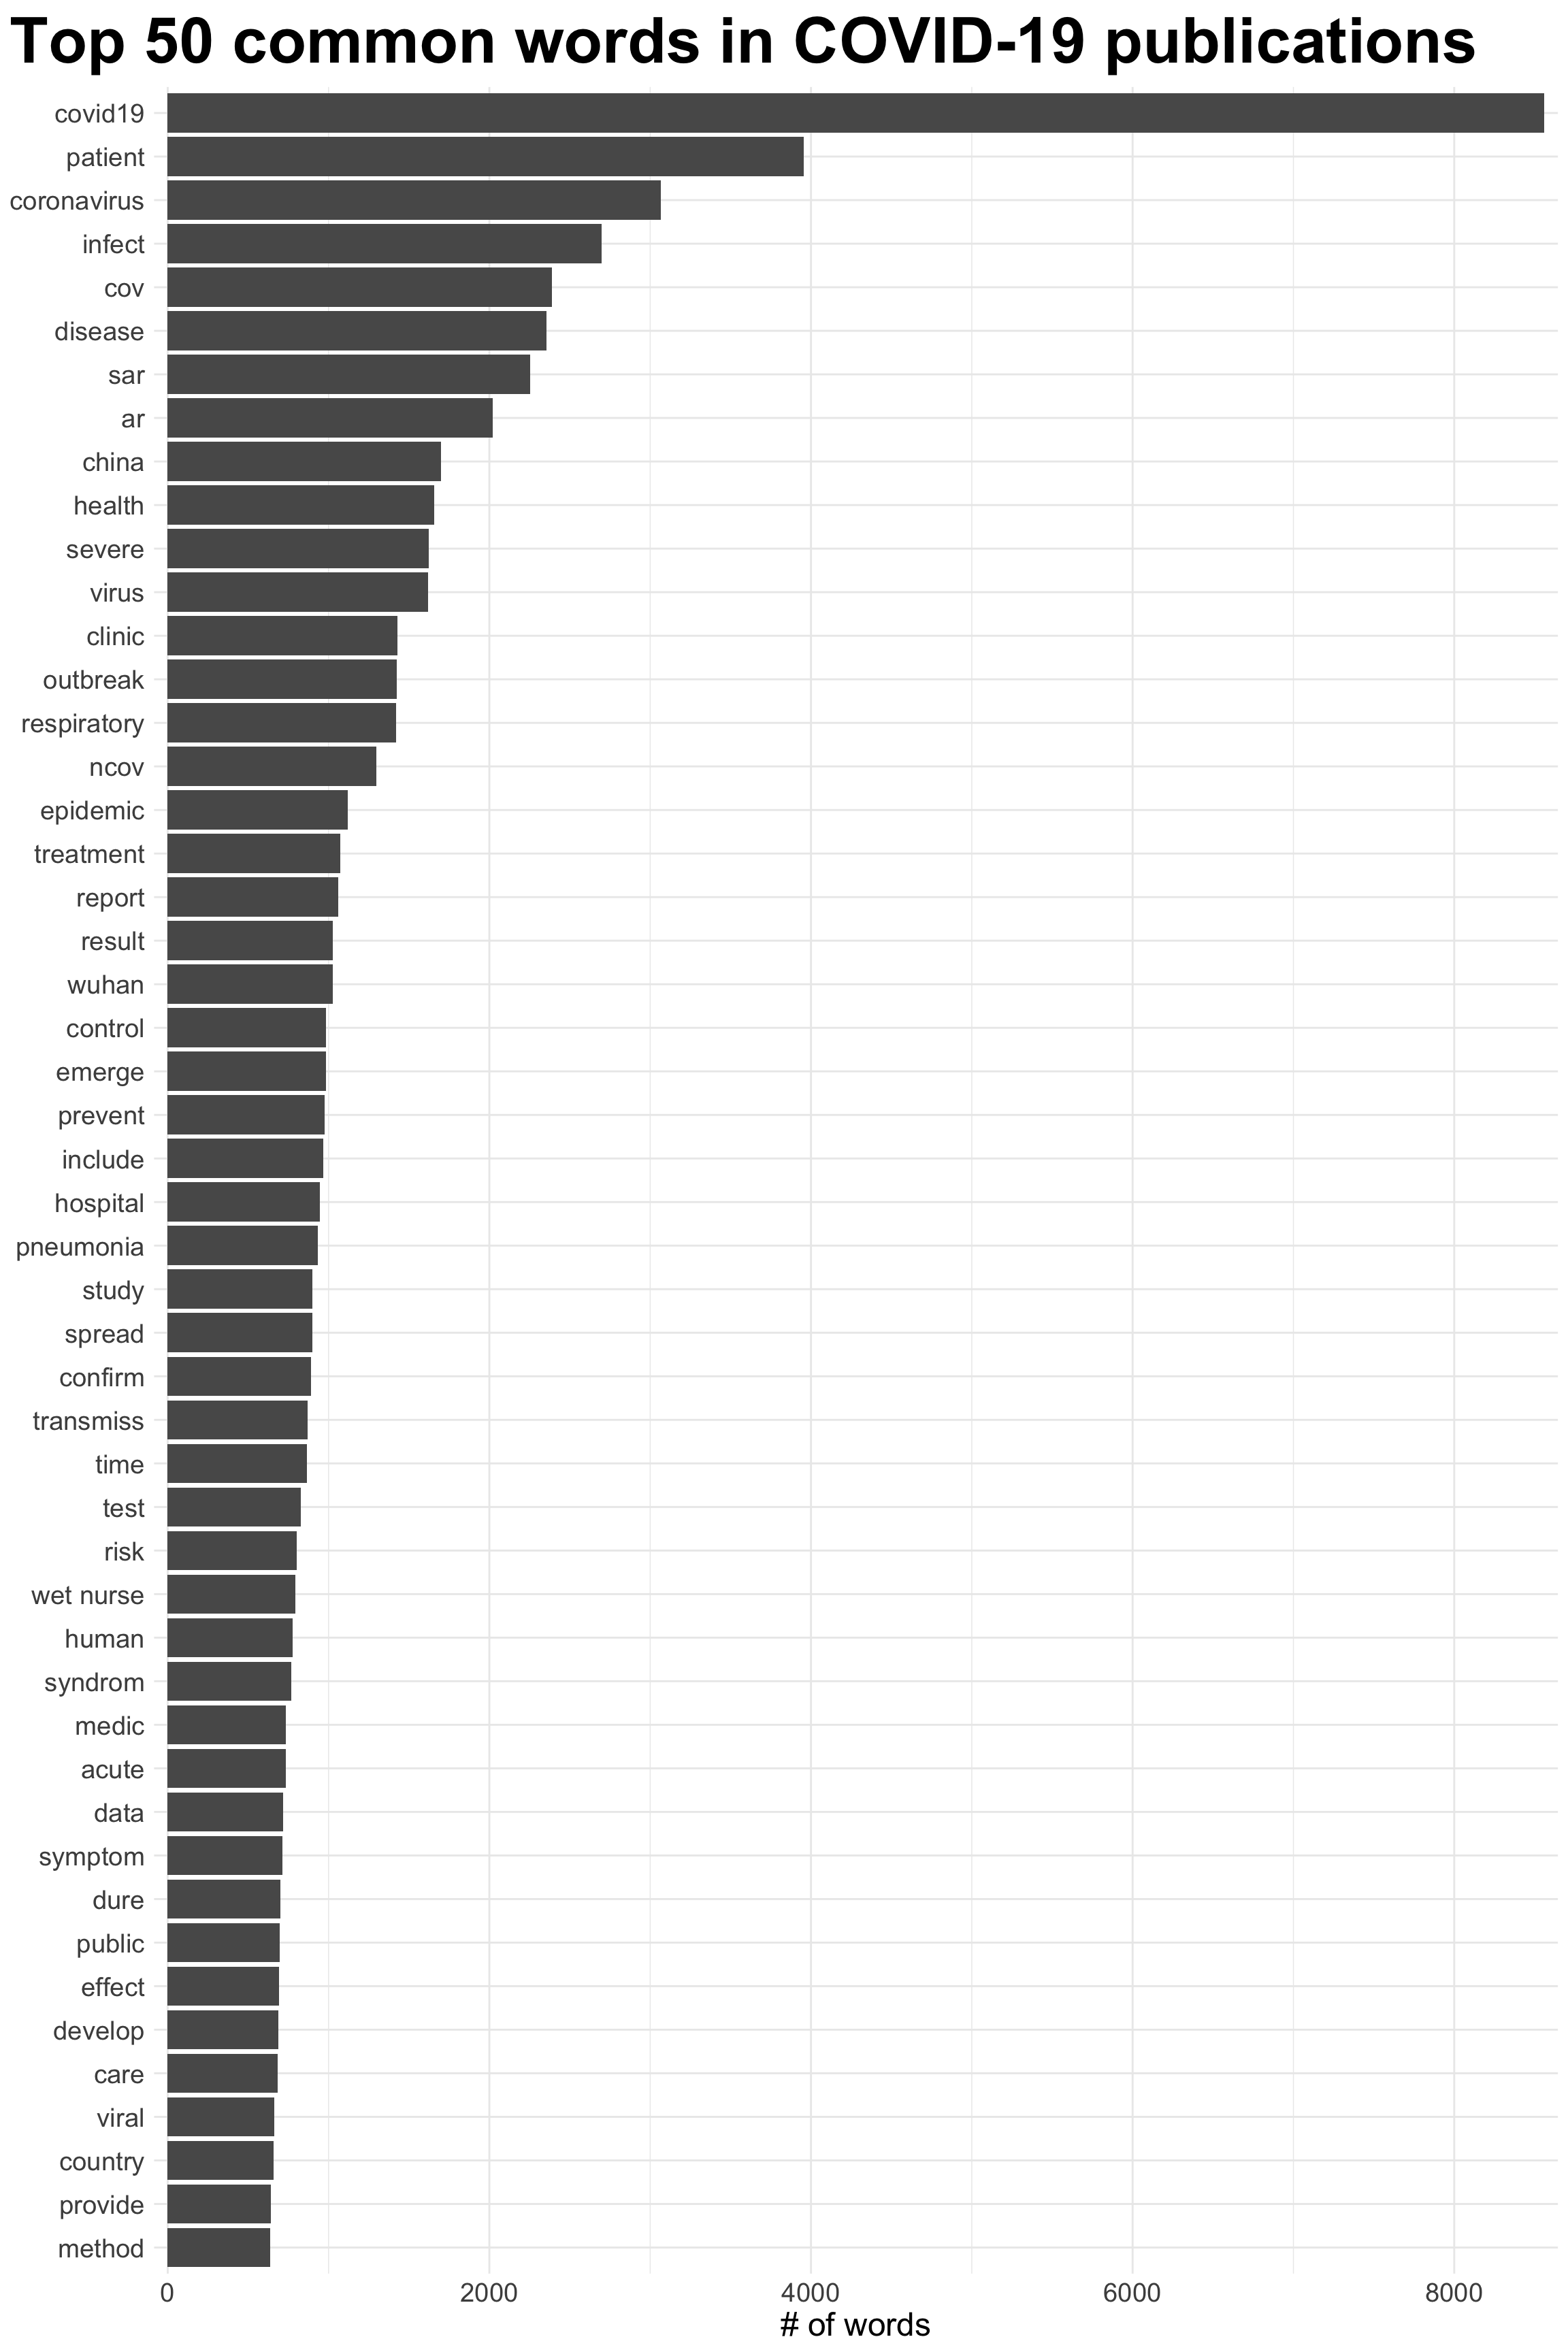 Top 50 common words in COVID-19 publications
covid19
patient
coronavirus
infect
cov
disease
sar
ar
china
health
severe
virus
clinic
outbreak
respiratory
ncov
epidemic
treatment
report
result
wuhan
control
emerge
prevent
include
hospital
pneumonia
study
spread
confirm
transmiss
time
test
risk
wet nurse
human
syndrom
medic
acute
data
symptom
dure
public
effect
develop
care
viral
country
provide
method
0 2000 4000 6000 8000
# of words